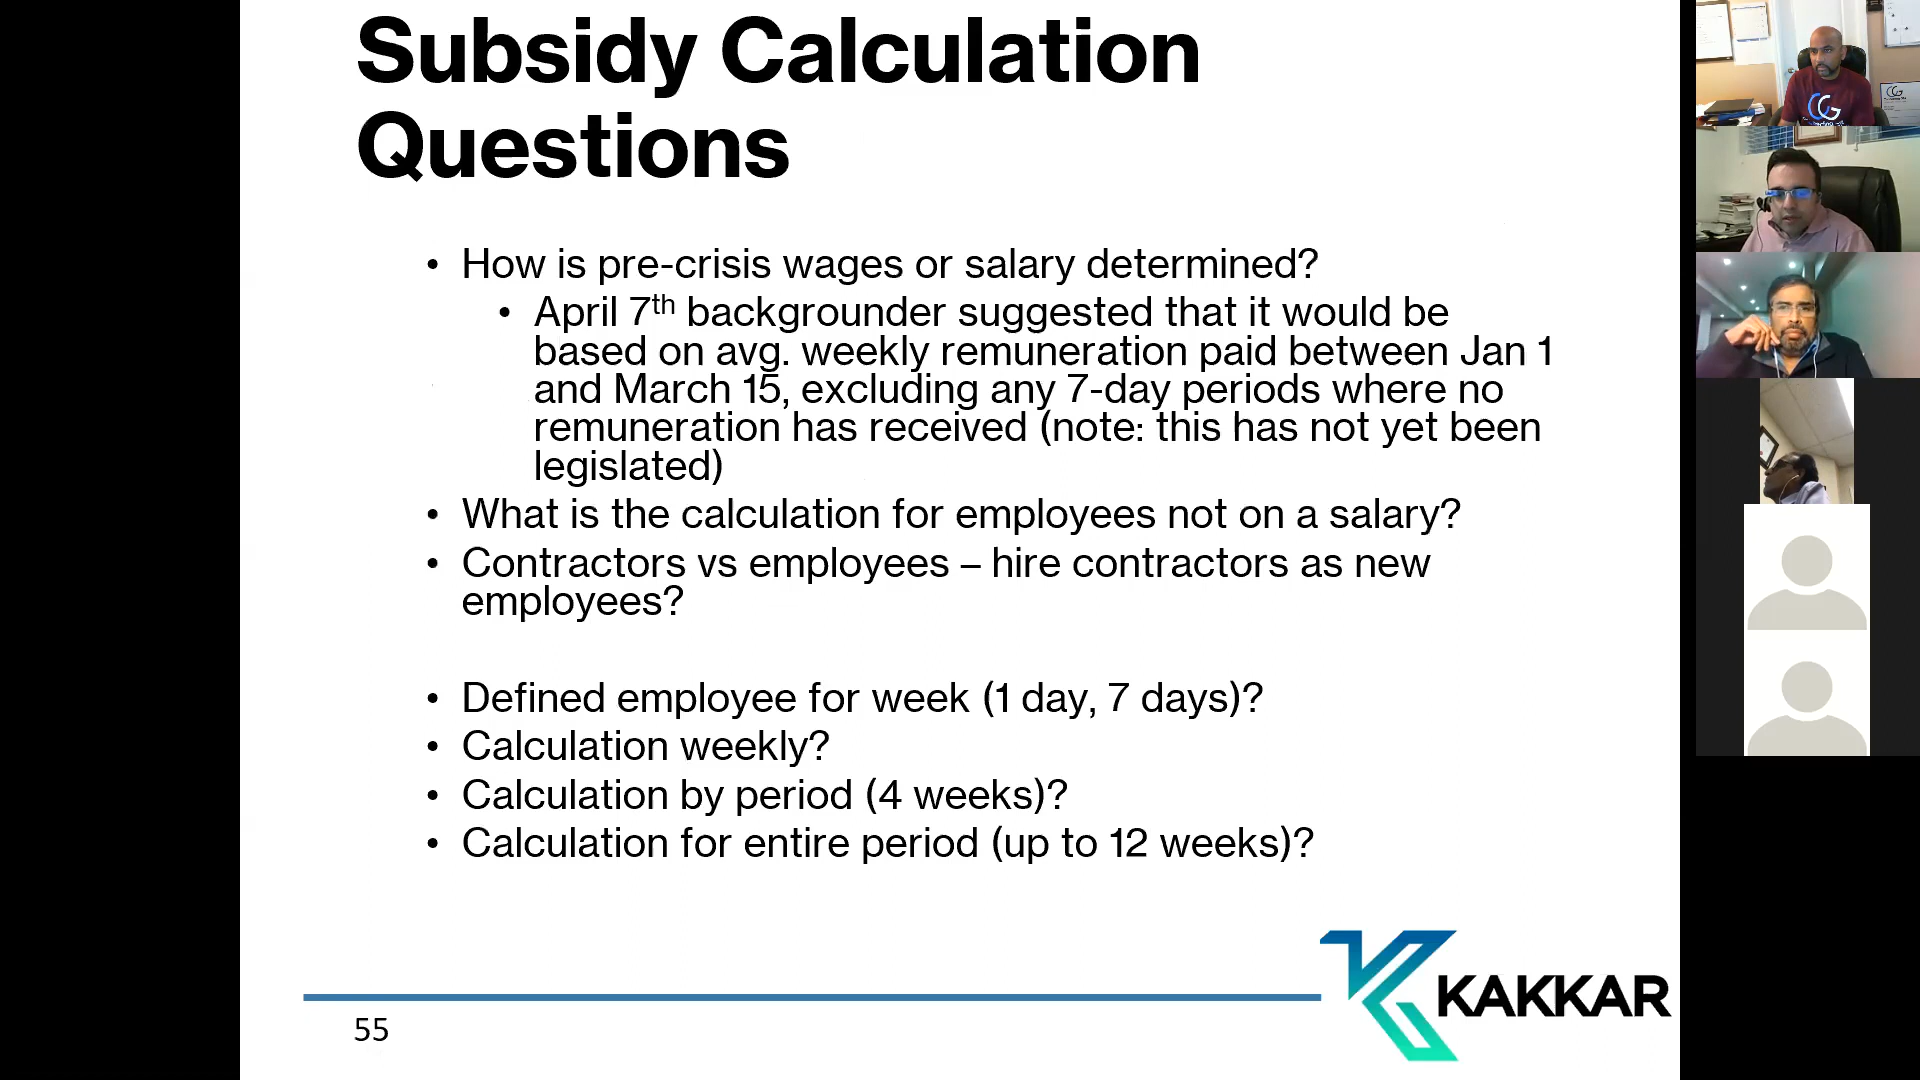 Subsidy Calculation
Questions
• How is pre-crisis wages or salary determined?
• April 7th backgrounder suggested that it would be
based on avg. weekly remuneration paid between Jan 1
and March 15, excluding any 7-day periods where no
remuneration has received (note: this has not yet been
legislated)
• What is the calculation for employees not on a salary?
• Contractors vs employees – hire contractors as new
employees?
• Defined employee for week (1 day, 7 days)?
• Calculation weekly?
• Calculation by period (4 weeks)?
• Calculation for entire period (up to 12 weeks)?
KAKKAR
55
CG